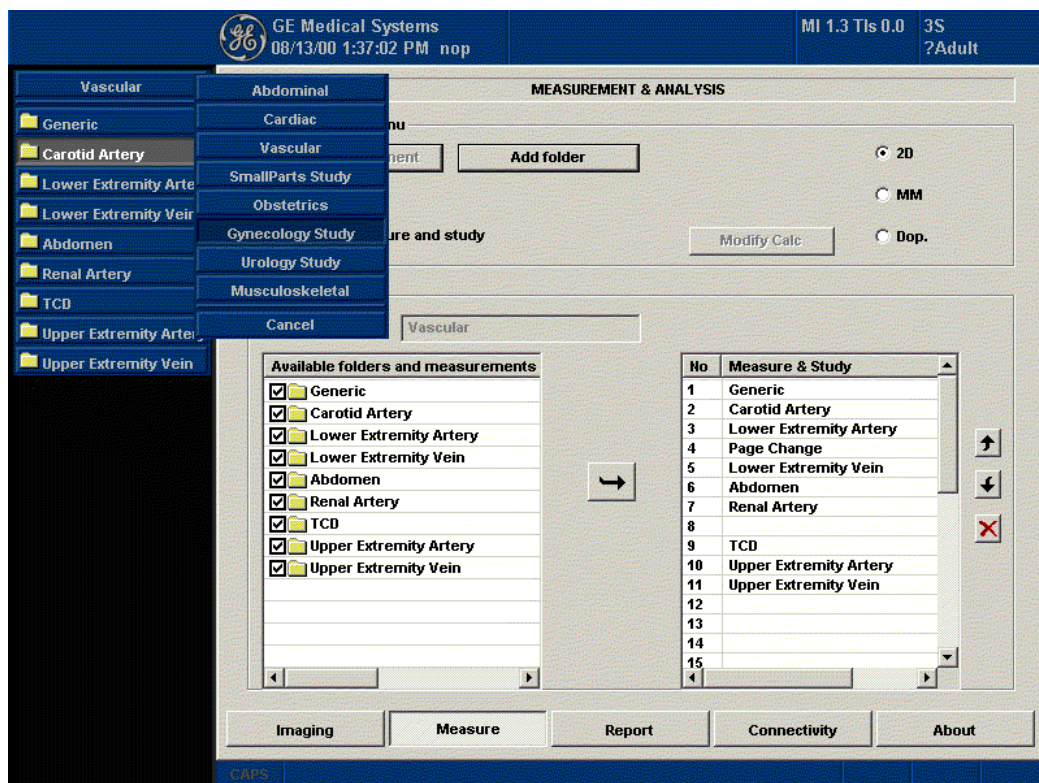 GE Medical Systems
08/13/00 1:37:02 PM nop
MI 1.3 TIs 0.0
3S
?Adult
Vascular
Generic
Carotid Artery
Lower Extremity Arte
Lower Extremity Vein
Abdomen
Renal Artery
TCD
Upper Extremity Arter
Upper Extremity Vein
Abdominal
Cardiac
Vascular
SmallParts Study
Obstetrics
Gynecology Study
Urology Study
Musculoskeletal
Cancel
MEASUREMENT & ANALYSIS
nu
ment
Add folder
ure and study
Modify Calc
2D
MM
Dop.
Vascular
Available folders and measurements
Generic
Carotid Artery
Lower Extremity Artery
Lower Extremity Vein
Abdomen
Renal Artery
TCD
Upper Extremity Artery
Upper Extremity Vein
No Measure & Study
1 Generic
2 Carotid Artery
3 Lower Extremity Artery
4 Page Change
5 Lower Extremity Vein
6 Abdomen
7 Renal Artery
8
9 TCD
10 Upper Extremity Artery
11 Upper Extremity Vein
12
13
14
15
Imaging
Measure
Report
Connectivity
About
CAPS